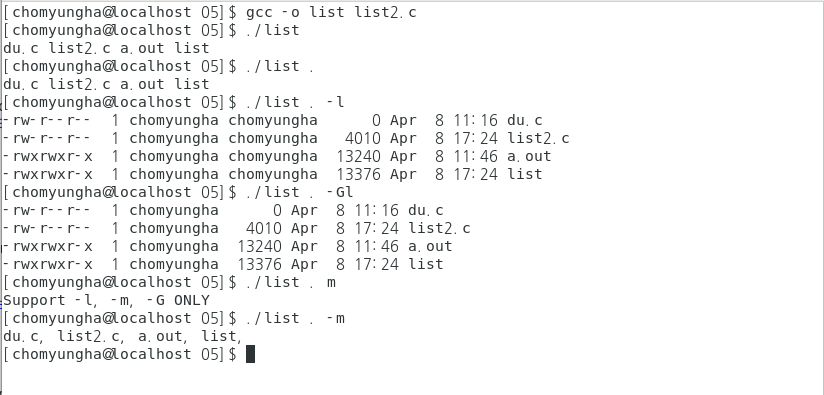 [chomyungha@localhost 05]$ gcc -o list list2.c
[chomyungha@localhost 05]$ ./list
du.c list2.c a.out list
[chomyungha@localhost 05]$ ./list .
du.c list2.c a.out list
[chomyungha@localhost 05]$ ./list . -l
-rw-r--r--  1 chomyungha chomyungha      0 Apr  8 11:16 du.c
-rw-r--r--  1 chomyungha chomyungha   4010 Apr  8 17:24 list2.c
-rwxrwxr-x  1 chomyungha chomyungha  13240 Apr  8 11:46 a.out
-rwxrwxr-x  1 chomyungha chomyungha  13376 Apr  8 17:24 list
[chomyungha@localhost 05]$ ./list . -Gl
-rw-r--r--  1 chomyungha      0 Apr  8 11:16 du.c
-rw-r--r--  1 chomyungha   4010 Apr  8 17:24 list2.c
-rwxrwxr-x  1 chomyungha  13240 Apr  8 11:46 a.out
-rwxrwxr-x  1 chomyungha  13376 Apr  8 17:24 list
[chomyungha@localhost 05]$ ./list . m
Support -l, -m, -G ONLY
[chomyungha@localhost 05]$ ./list . -m
du.c, list2.c, a.out, list,
[chomyungha@localhost 05]$